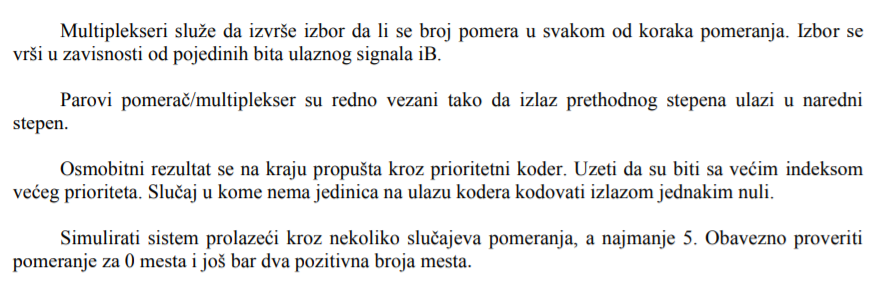 Multiplekseri služe da izvrše izbor da li se broj pomera u svakom od koraka pomeranja. Izbor se
vrši u zavisnosti od pojedinih bita ulaznog signala iB.
Parovi pomerač/multiplekser su redno vezani tako da izlaz prethodnog stepena ulazi u naredni
stepen.
Osmobitni rezultat se na kraju propušta kroz prioritetni koder. Uzeti da su biti sa većim indeksom
većeg prioriteta. Slučaj u kome nema jedinica na ulazu kodera kodovati izlazom jednakim nuli.
Simulirati sistem prolazeći kroz nekoliko slučajeva pomeranja, a najmanje 5. Obavezno proveriti
pomeranje za 0 mesta i još bar dva pozitivna broja mesta.